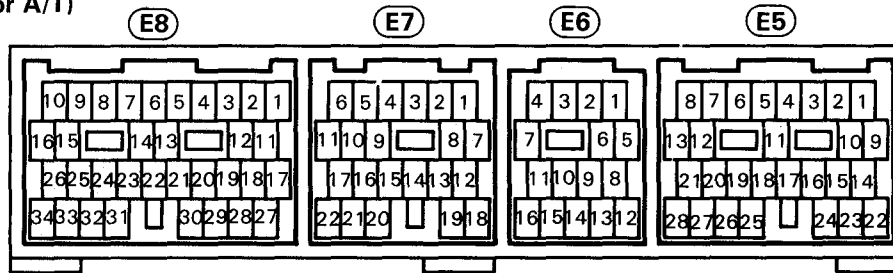 or A/T)
E8 E7 E6 E5
10 9 8 7 6 5 4 3 2 1 6 5 4 3 2 1 4 3 2 1 8 7 6 5 4 3 2 1
16 15 14 13 12 11 11 10 9 8 7 7 6 5 13 12 11 10 9
26 25 24 23 22 21 20 19 18 17 17 16 15 14 13 12 11 10 9 8 21 20 19 18 17 16 15 14
34 33 32 31 30 29 28 27 22 21 20 19 18 16 15 14 13 12 28 27 26 25 24 23 22